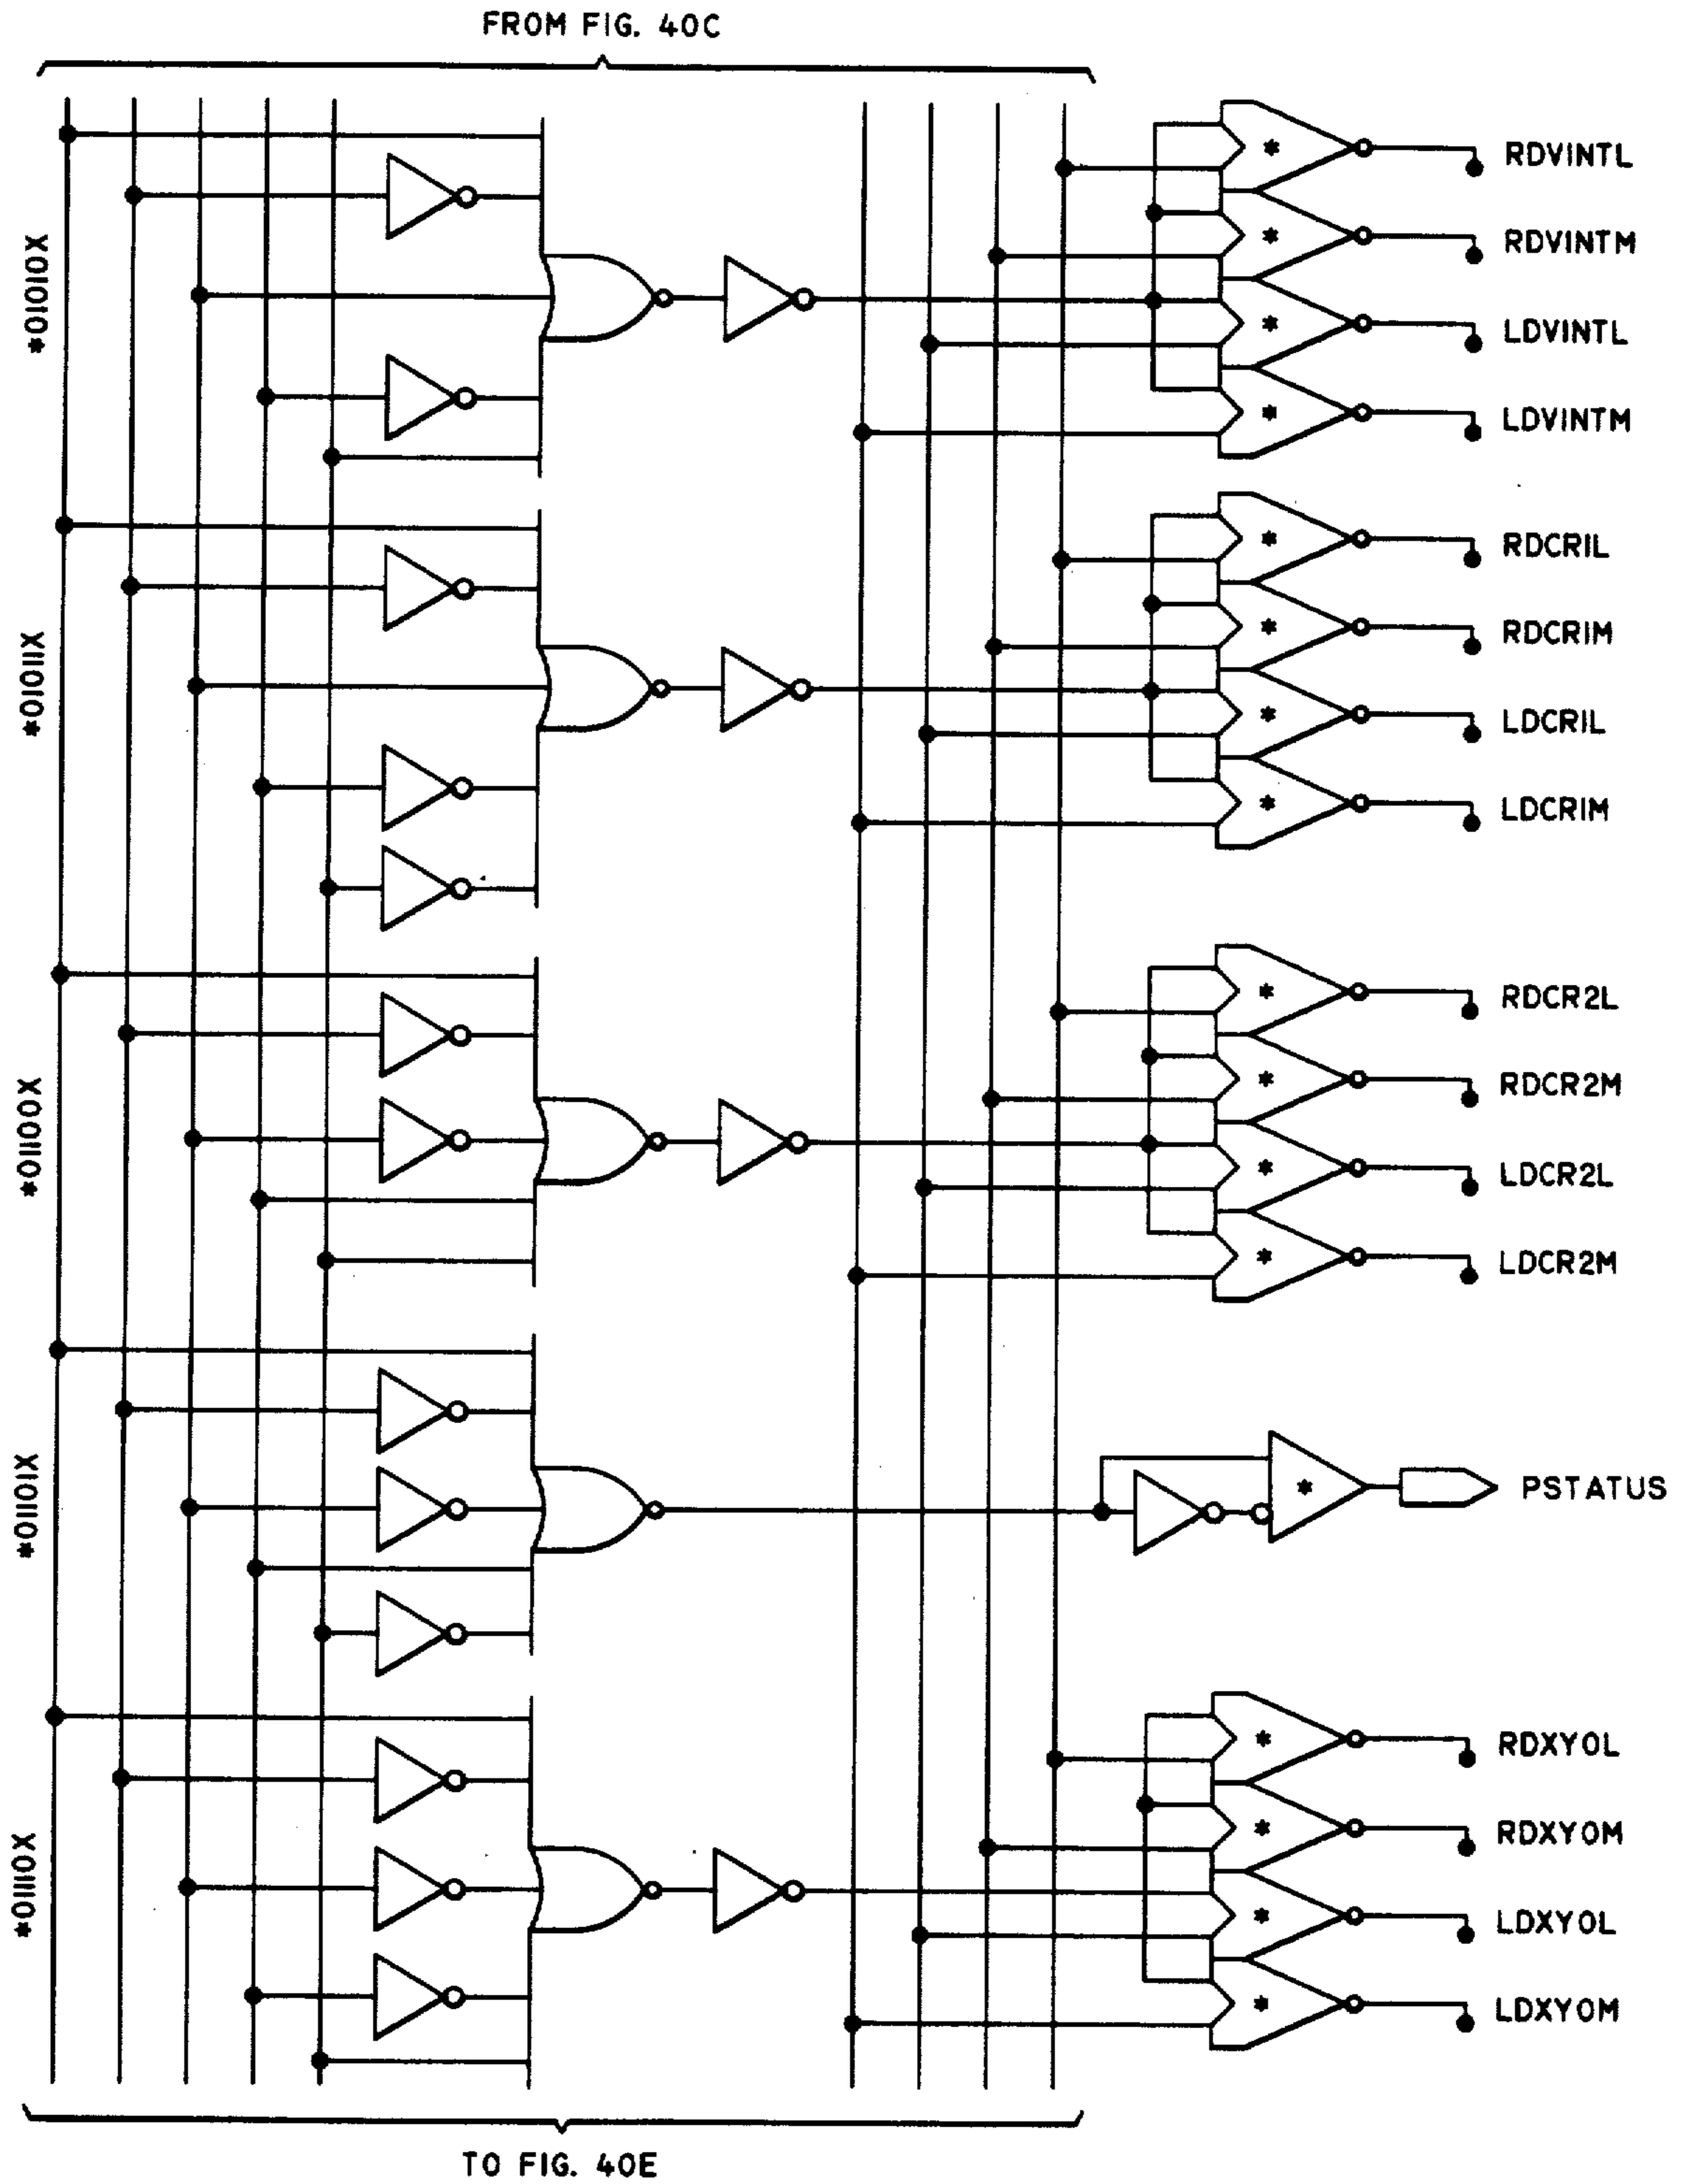 FROM FIG. 40C
*01010X
RDVINTL
RDVINTM
LDVINTL
LDVINTM
*01011X
RDCR1L
RDCR1M
LDCR1L
LDCR1M
*01100X
RDCR2L
RDCR2M
LDCR2L
LDCR2M
*01101X
PSTATUS
*01110X
RDXY0L
RDXY0M
LDXY0L
LDXY0M
TO FIG. 40E